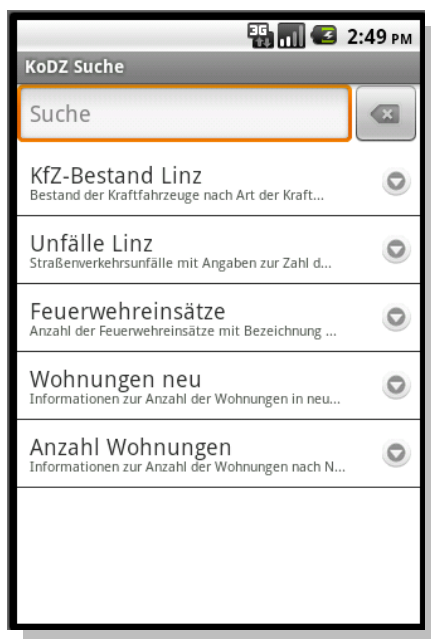 3G 2:49 PM
KoDZ Suche
Suche
KfZ-Bestand Linz
Bestand der Kraftfahrzeuge nach Art der Kraft...
Unfälle Linz
Straßenverkehrsunfälle mit Angaben zur Zahl d...
Feuerwehreinsätze
Anzahl der Feuerwehreinsätze mit Bezeichnung ...
Wohnungen neu
Informationen zur Anzahl der Wohnungen in neu...
Anzahl Wohnungen
Informationen zur Anzahl der Wohnungen nach N...